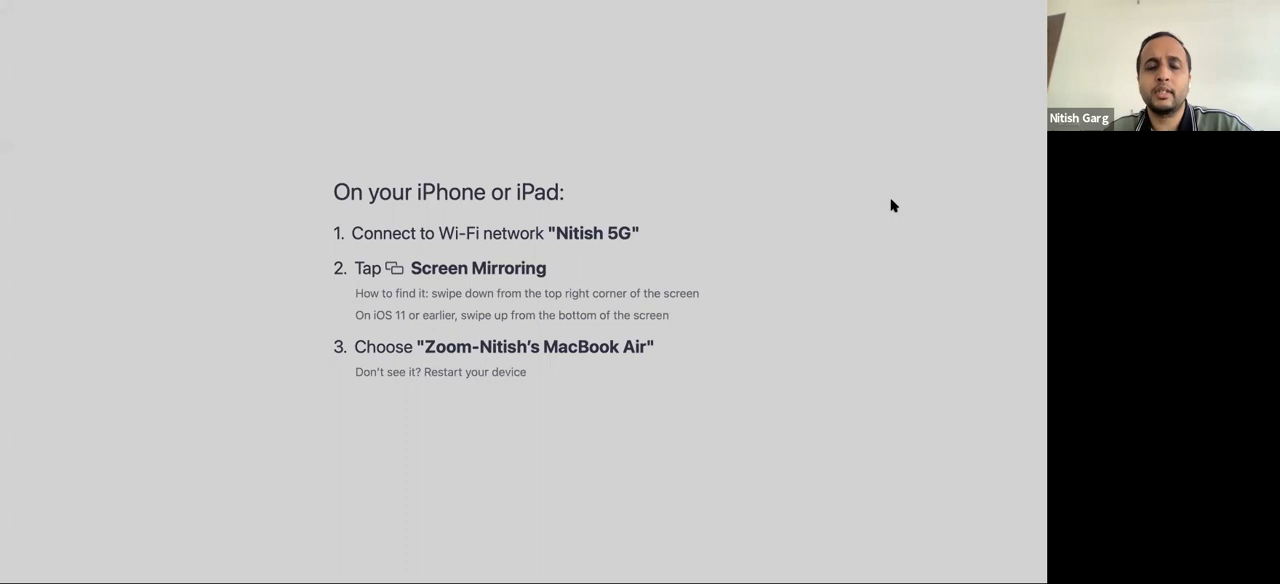 On your iPhone or iPad:
1. Connect to Wi-Fi network "Nitish 5G"
2. Tap Screen Mirroring
How to find it: swipe down from the top right corner of the screen
On iOS 11 or earlier, swipe up from the bottom of the screen
3. Choose "Zoom-Nitish’s MacBook Air"
Don't see it? Restart your device
Nitish Garg